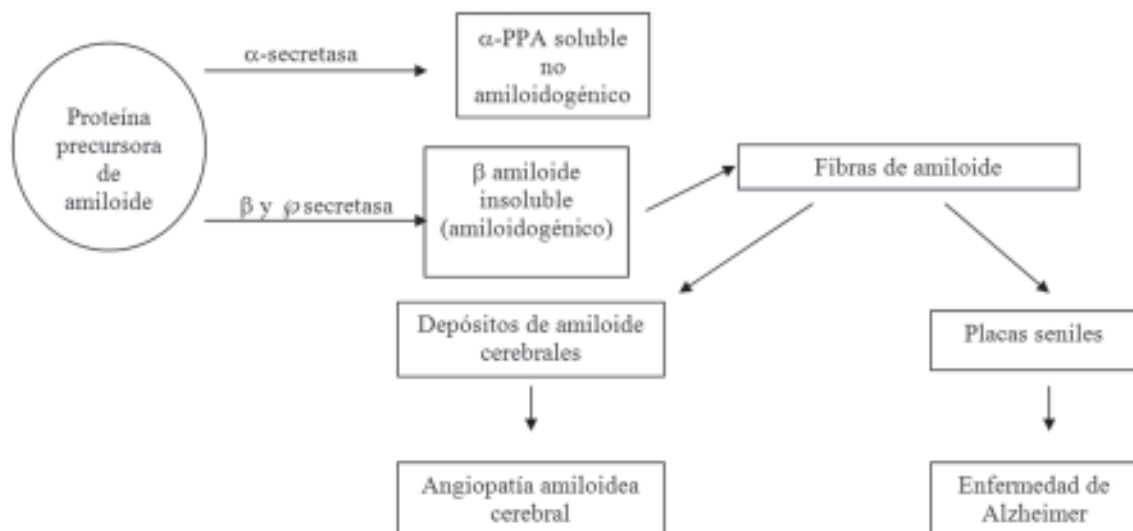 Proteína
precursora
de
amiloide
α-secretasa
α-PPA soluble
no
amiloidogénico
β y ℘ secretasa
β amiloide
insoluble
(amiloidogénico)
Fibras de amiloide
Depósitos de amiloide
cerebrales
Placas seniles
Angiopatía amiloidea
cerebral
Enfermedad de
Alzheimer